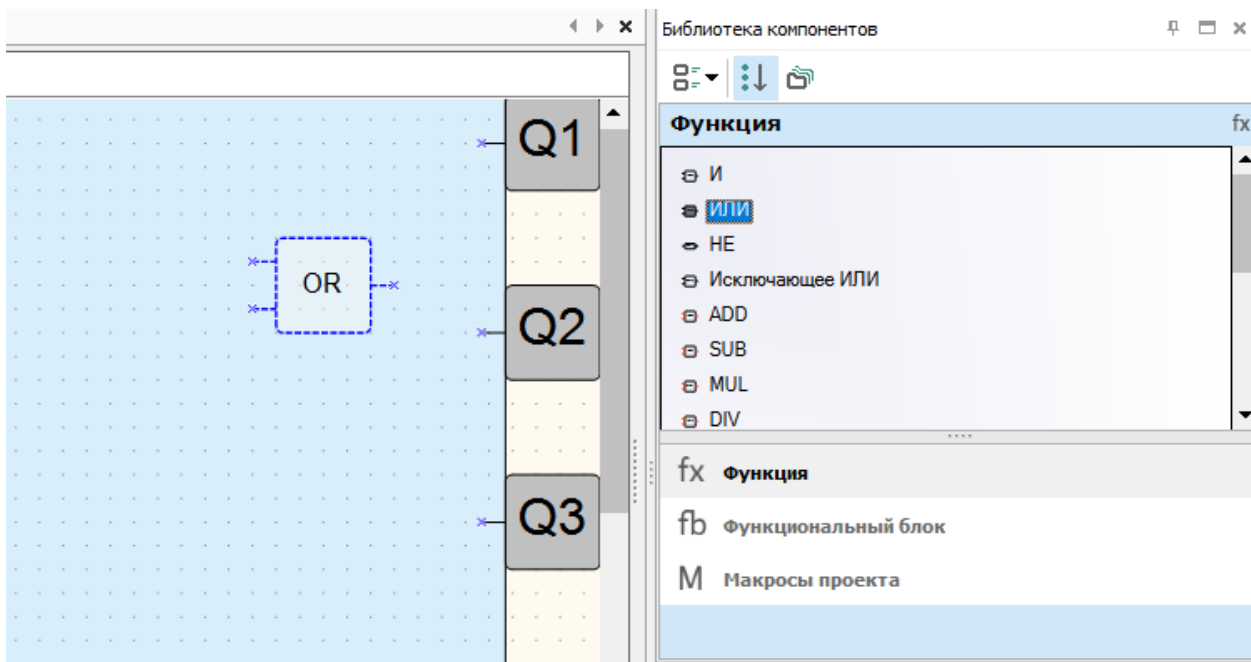 Библиотека компонентов
Q1
Функция
fx
И
ИЛИ
OR
НЕ
Исключающее ИЛИ
Q2
ADD
SUB
MUL
DIV
fx Функция
Q3
fb Функциональный блок
M Макросы проекта